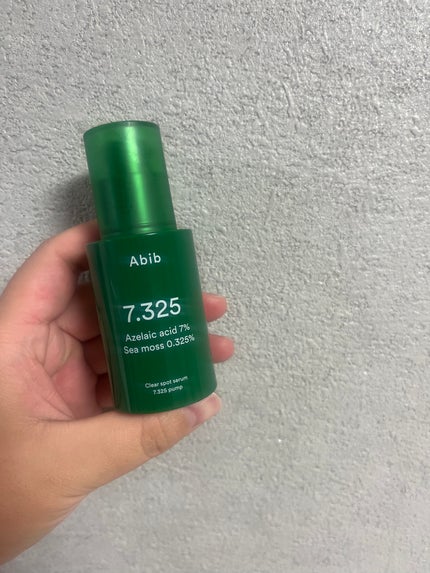 Abib
7.325
Azelaic acid 7%
Sea moss 0.325%
Clear spot serum
7.325 pump